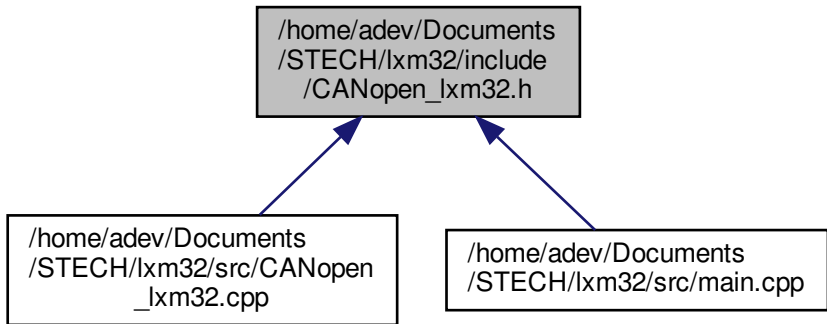 /home/adev/Documents
/STECH/lxm32/include
/CANopen_lxm32.h
/home/adev/Documents
/STECH/lxm32/src/CANopen
_lxm32.cpp
/home/adev/Documents
/STECH/lxm32/src/main.cpp